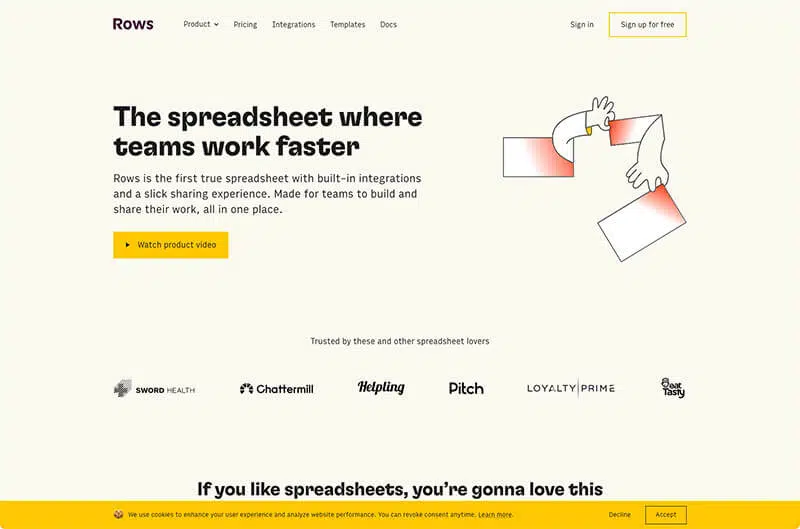 Rows Product Pricing Integrations Templates Docs Sign in Sign up for free
The spreadsheet where
teams work faster
Rows is the first true spreadsheet with built-in integrations
and a slick sharing experience. Made for teams to build and
share their work, all in one place.
Watch product video
Trusted by these and other spreadsheet lovers
SWORD HEALTH Chattermill Helpling Pitch LOYALTY PRIME eat Tasty
If you like spreadsheets, you’re gonna love this
We use cookies to enhance your user experience and analyze website performance. You can revoke consent anytime. Learn more. Decline Accept